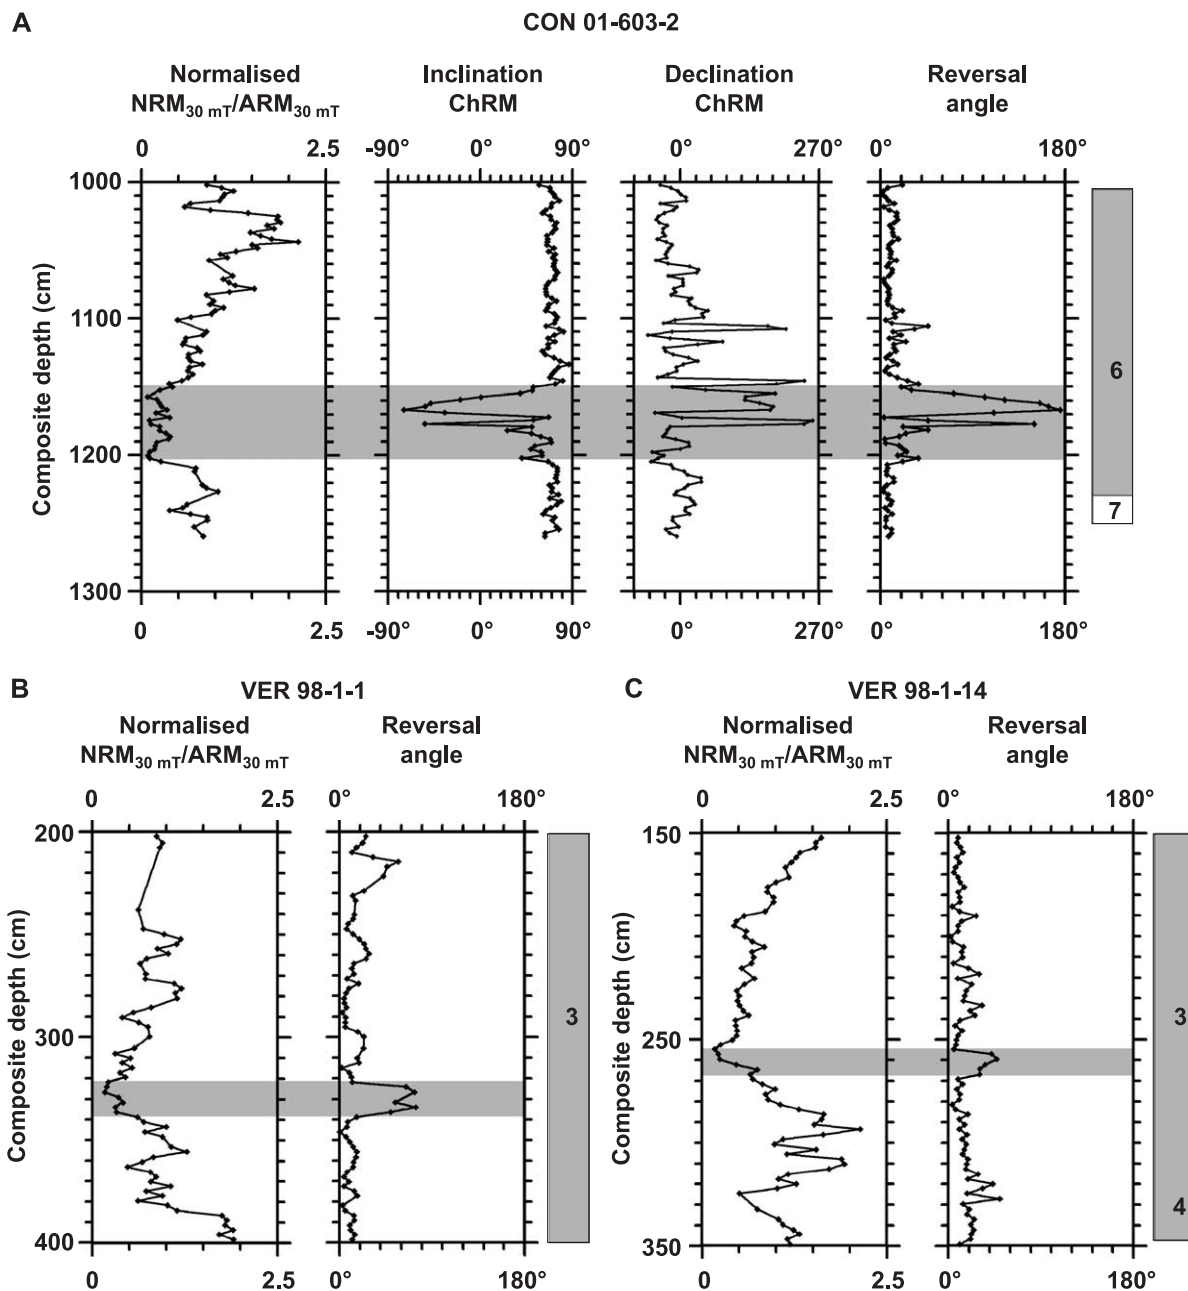 A
CON 01-603-2
Normalised Inclination Declination Reversal
NRM30 mT/ARM30 mT ChRM ChRM angle
0 2.5 -90° 0° 90° 0° 270° 0° 180°
1000
1100
1200
1300
Composite depth (cm)
6
7
0 2.5 -90° 0° 90° 0° 270° 0° 180°
B
VER 98-1-1
Normalised Reversal
NRM30 mT/ARM30 mT angle
0 2.5 0° 180°
200
300
400
Composite depth (cm)
3
0 2.5 0° 180°
C
VER 98-1-14
Normalised Reversal
NRM30 mT/ARM30 mT angle
0 2.5 0° 180°
150
250
350
Composite depth (cm)
3
4
0 2.5 0° 180°